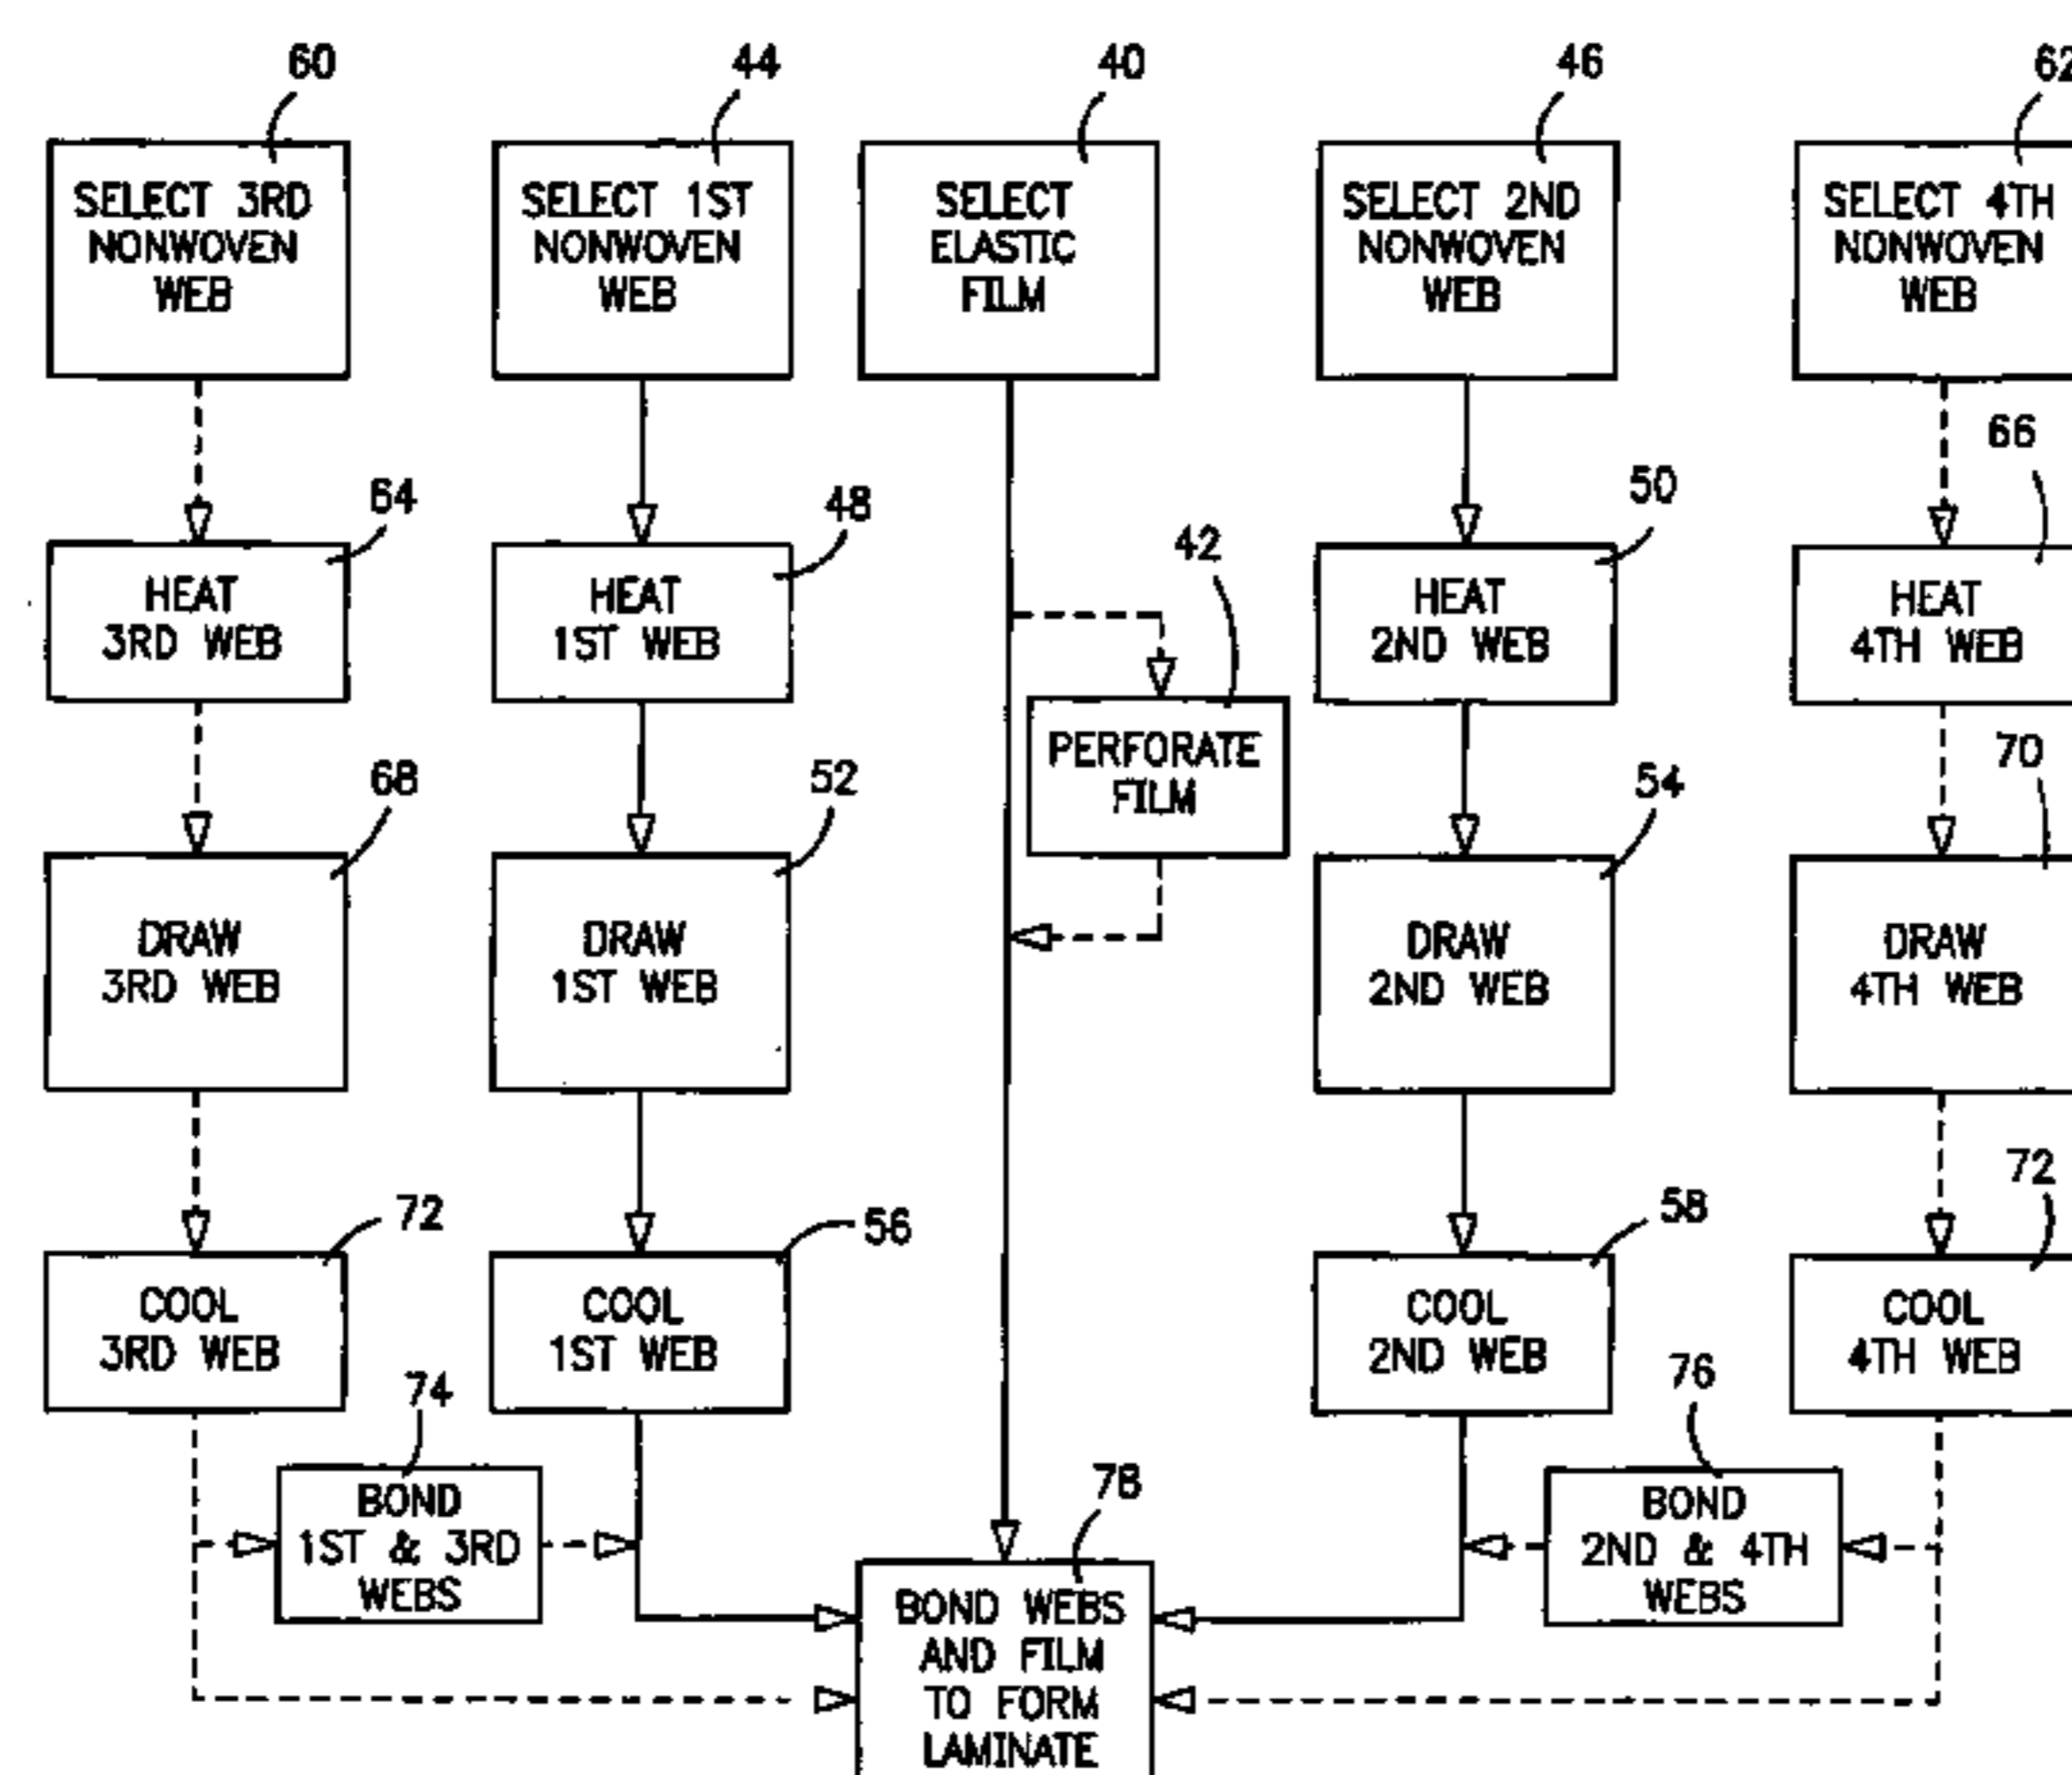 60
44
40
46
62
SELECT 3RD
NONWOVEN
WEB
SELECT 1ST
NONWOVEN
WEB
SELECT
ELASTIC
FILM
SELECT 2ND
NONWOVEN
WEB
SELECT 4TH
NONWOVEN
WEB
64
48
42
50
66
HEAT
3RD WEB
HEAT
1ST WEB
PERFORATE
FILM
HEAT
2ND WEB
HEAT
4TH WEB
68
52
54
70
DRAW
3RD WEB
DRAW
1ST WEB
DRAW
2ND WEB
DRAW
4TH WEB
72
56
58
72
COOL
3RD WEB
COOL
1ST WEB
COOL
2ND WEB
COOL
4TH WEB
74
78
76
BOND
1ST & 3RD
WEBS
BOND WEBS
AND FILM
TO FORM
LAMINATE
BOND
2ND & 4TH
WEBS